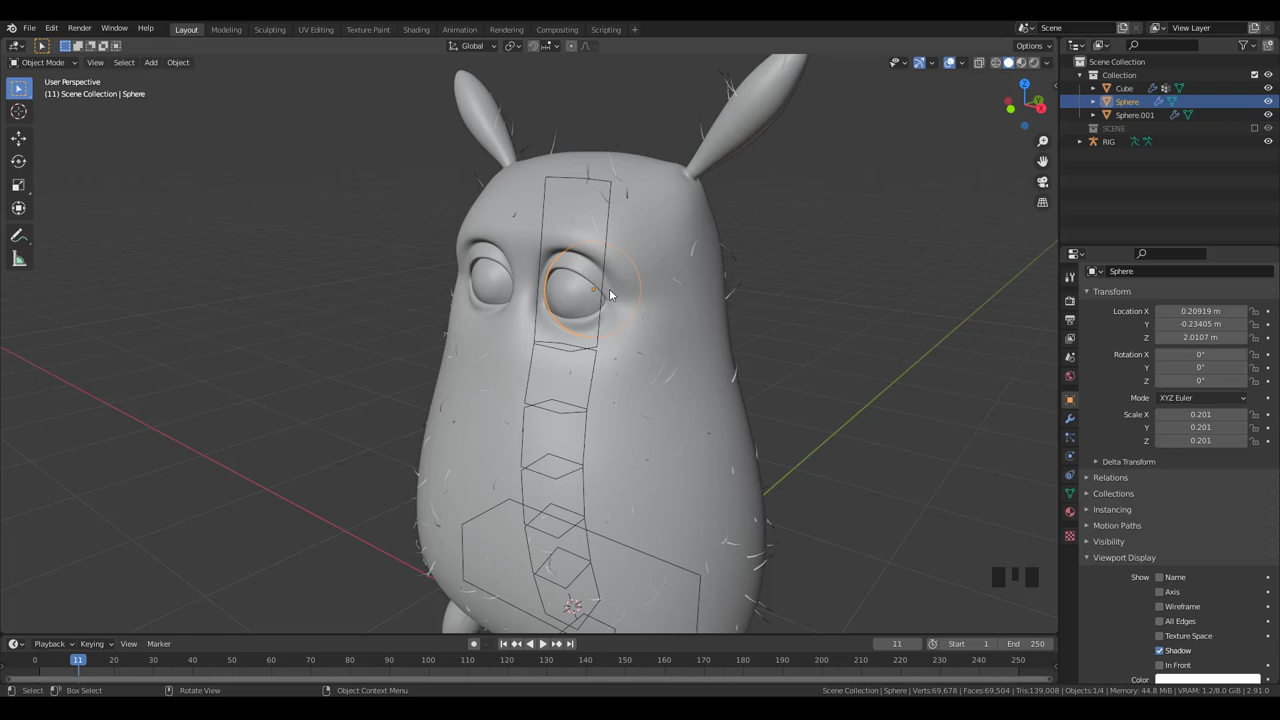 File Edit Render Window Help Layout Modeling Sculpting UV Editing Texture Paint Shading Animation Rendering Compositing Scripting + Scene View Layer
Global Options
Object Mode View Select Add Object
User Perspective
(11) Scene Collection | Sphere
Z
Y
X
Scene Collection
Collection
Cube
Sphere
Sphere.001
SCENE
RIG
Sphere
Transform
Location X 0.20919 m
Y -0.23405 m
Z 2.0107 m
Rotation X 0°
Y 0°
Z 0°
Mode XYZ Euler
Scale X 0.201
Y 0.201
Z 0.201
Delta Transform
Relations
Collections
Instancing
Motion Paths
Visibility
Viewport Display
Show Name
Axis
Wireframe
All Edges
Texture Space
Shadow
In Front
Color
Playback Keying View Marker 11 Start 1 End 250
0 11 20 30 40 50 60 70 80 90 100 110 120 130 140 150 160 170 180 190 200 210 220 230 240 250
Select Box Select Rotate View Object Context Menu Scene Collection | Sphere | Verts:69,678 | Faces:69,504 | Tris:139,008 | Objects:1/4 | Memory: 44.8 MiB | VRAM: 1.2/8.0 GiB | 2.91.0